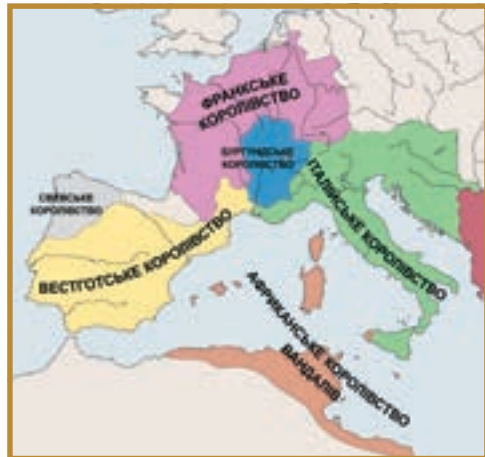 ФРАНКСЬКЕ
КОРОЛІВСТВО
БУРГУНДСЬКЕ
КОРОЛІВСТВО
СВЕВСЬКЕ
КОРОЛІВСТВО
ІТАЛІЙСЬКЕ КОРОЛІВСТВО
ВЕСТГОТСЬКЕ КОРОЛІВСТВО
АФРИКАНСЬКЕ КОРОЛІВСТВО
ВАНДАЛІВ